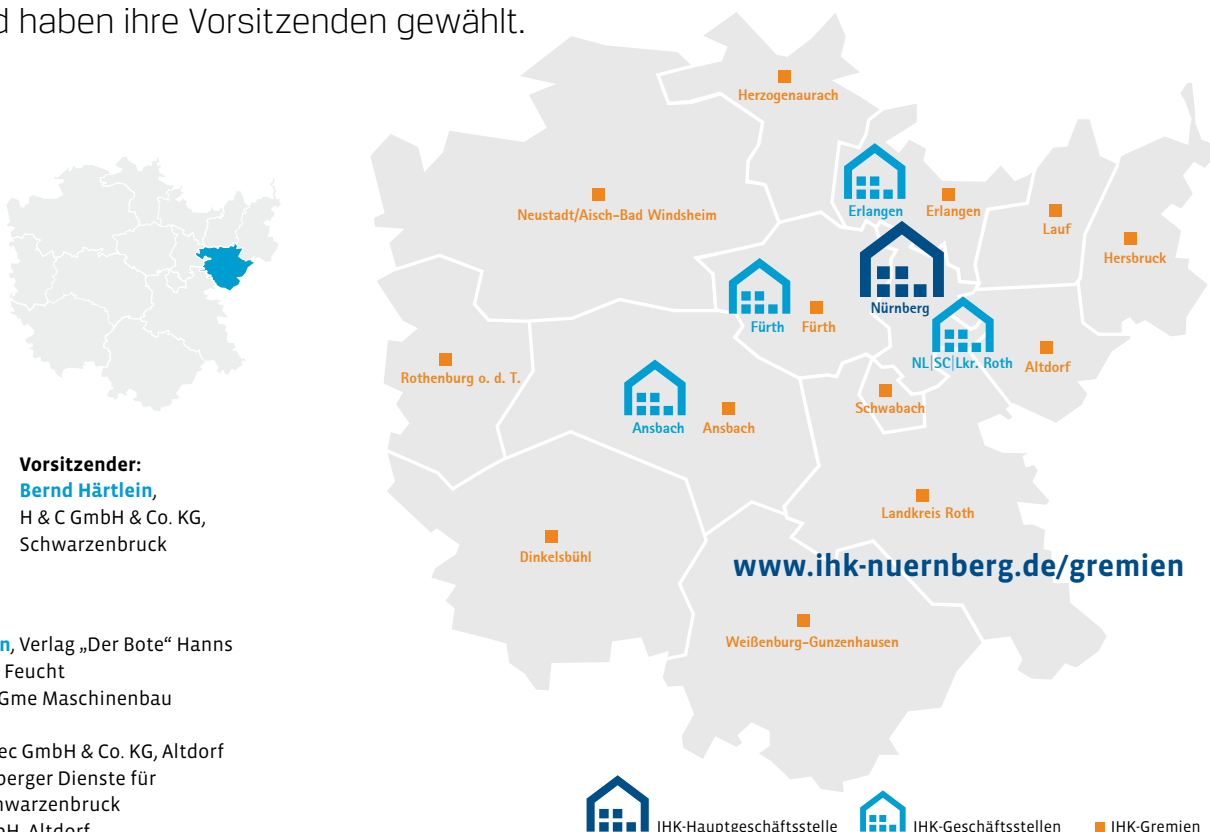 d haben ihre Vorsitzenden gewählt.
Herzogenaurach
Neustadt/Aisch-Bad Windsheim
Erlangen
Erlangen
Lauf
Hersbruck
Nürnberg
Fürth
Fürth
NL|SC|Lkr. Roth
Altdorf
Rothenburg o. d. T.
Schwabach
Ansbach
Ansbach
Landkreis Roth
Dinkelsbühl
www.ihk-nuernberg.de/gremien
Weißenburg-Gunzenhausen
Vorsitzender:
Bernd Härtlein,
H & C GmbH & Co. KG,
Schwarzenbruck
n, Verlag „Der Bote“ Hanns
Feucht
Gme Maschinenbau
ec GmbH & Co. KG, Altdorf
berger Dienste für
hwarzenbruck
bH, Altdorf
IHK-Hauptgeschäftsstelle
IHK-Geschäftsstellen
IHK-Gremien